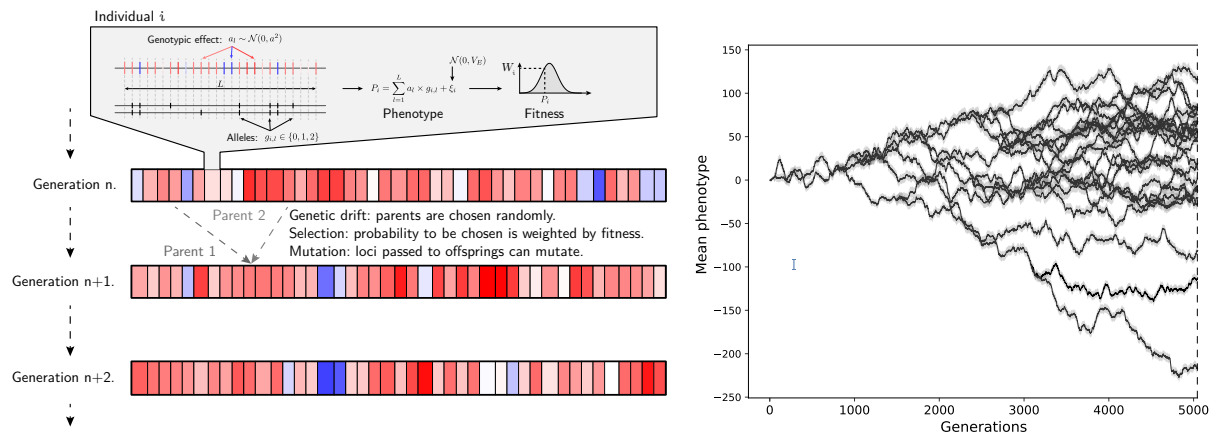 Individual i
Genotypic effect: a_l ∼ N(0, a²)
L
Alleles: g_{i,l} ∈ {0, 1, 2}
N(0, V_E)
P_i = ∑_{l=1}^{L} a_l × g_{i,l} + ξ_i
Phenotype
W_i
P_i
Fitness
Generation n.
Parent 2
Parent 1
Genetic drift: parents are chosen randomly.
Selection: probability to be chosen is weighted by fitness.
Mutation: loci passed to offsprings can mutate.
Generation n+1.
Generation n+2.
Mean phenotype
150
100
50
0
−50
−100
−150
−200
−250
0 1000 2000 3000 4000 5000
Generations